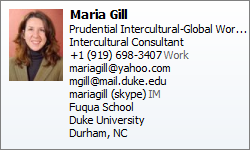 Maria Gill
Prudential Intercultural-Global Wor...
Intercultural Consultant
+1 (919) 698-3407 Work
mariagill@yahoo.com
mgill@mail.duke.edu
mariagill (skype) IM
Fuqua School
Duke University
Durham, NC